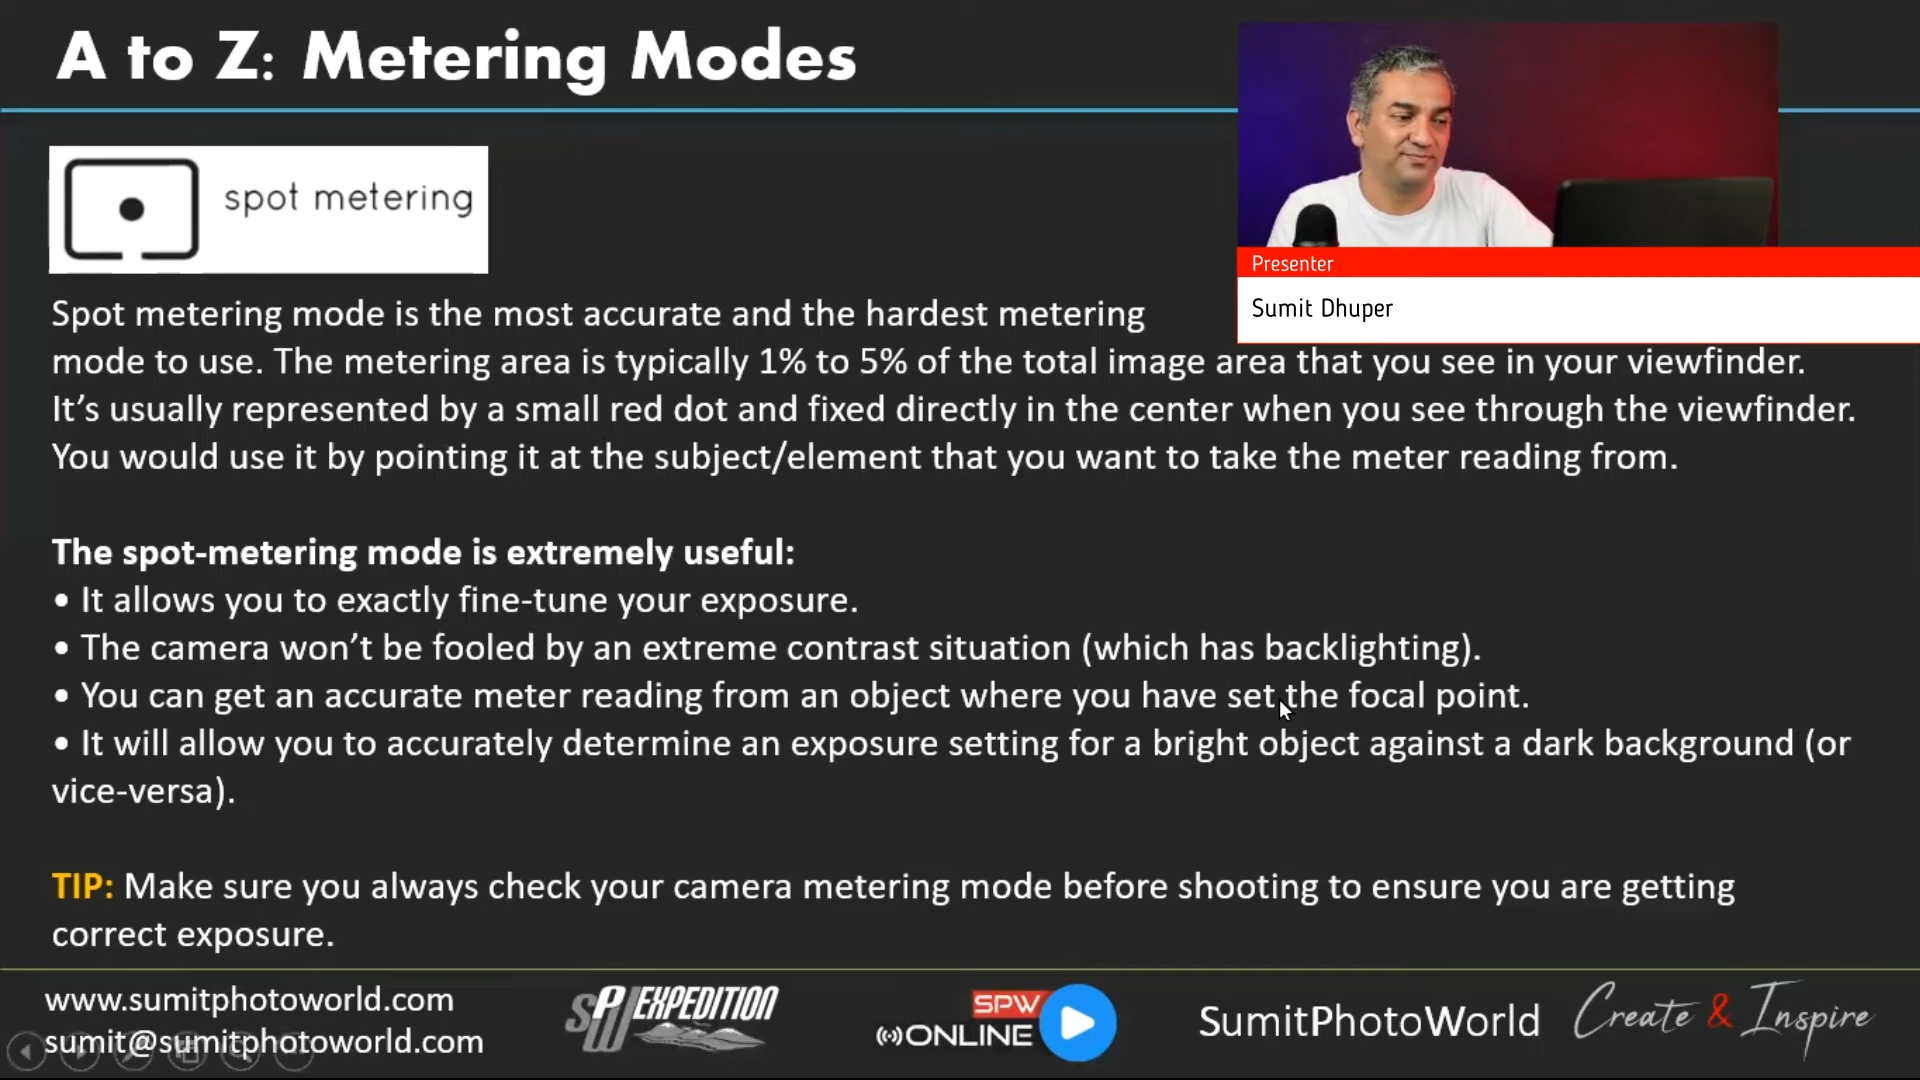 A to Z: Metering Modes
spot metering
Presenter
Sumit Dhuper
Spot metering mode is the most accurate and the hardest metering
mode to use. The metering area is typically 1% to 5% of the total image area that you see in your viewfinder.
It’s usually represented by a small red dot and fixed directly in the center when you see through the viewfinder.
You would use it by pointing it at the subject/element that you want to take the meter reading from.
The spot-metering mode is extremely useful:
• It allows you to exactly fine-tune your exposure.
• The camera won’t be fooled by an extreme contrast situation (which has backlighting).
• You can get an accurate meter reading from an object where you have set the focal point.
• It will allow you to accurately determine an exposure setting for a bright object against a dark background (or
vice-versa).
TIP: Make sure you always check your camera metering mode before shooting to ensure you are getting
correct exposure.
www.sumitphotoworld.com
sumit@sumitphotoworld.com
SPW EXPEDITION
SPW
ONLINE
SumitPhotoWorld
Create & Inspire